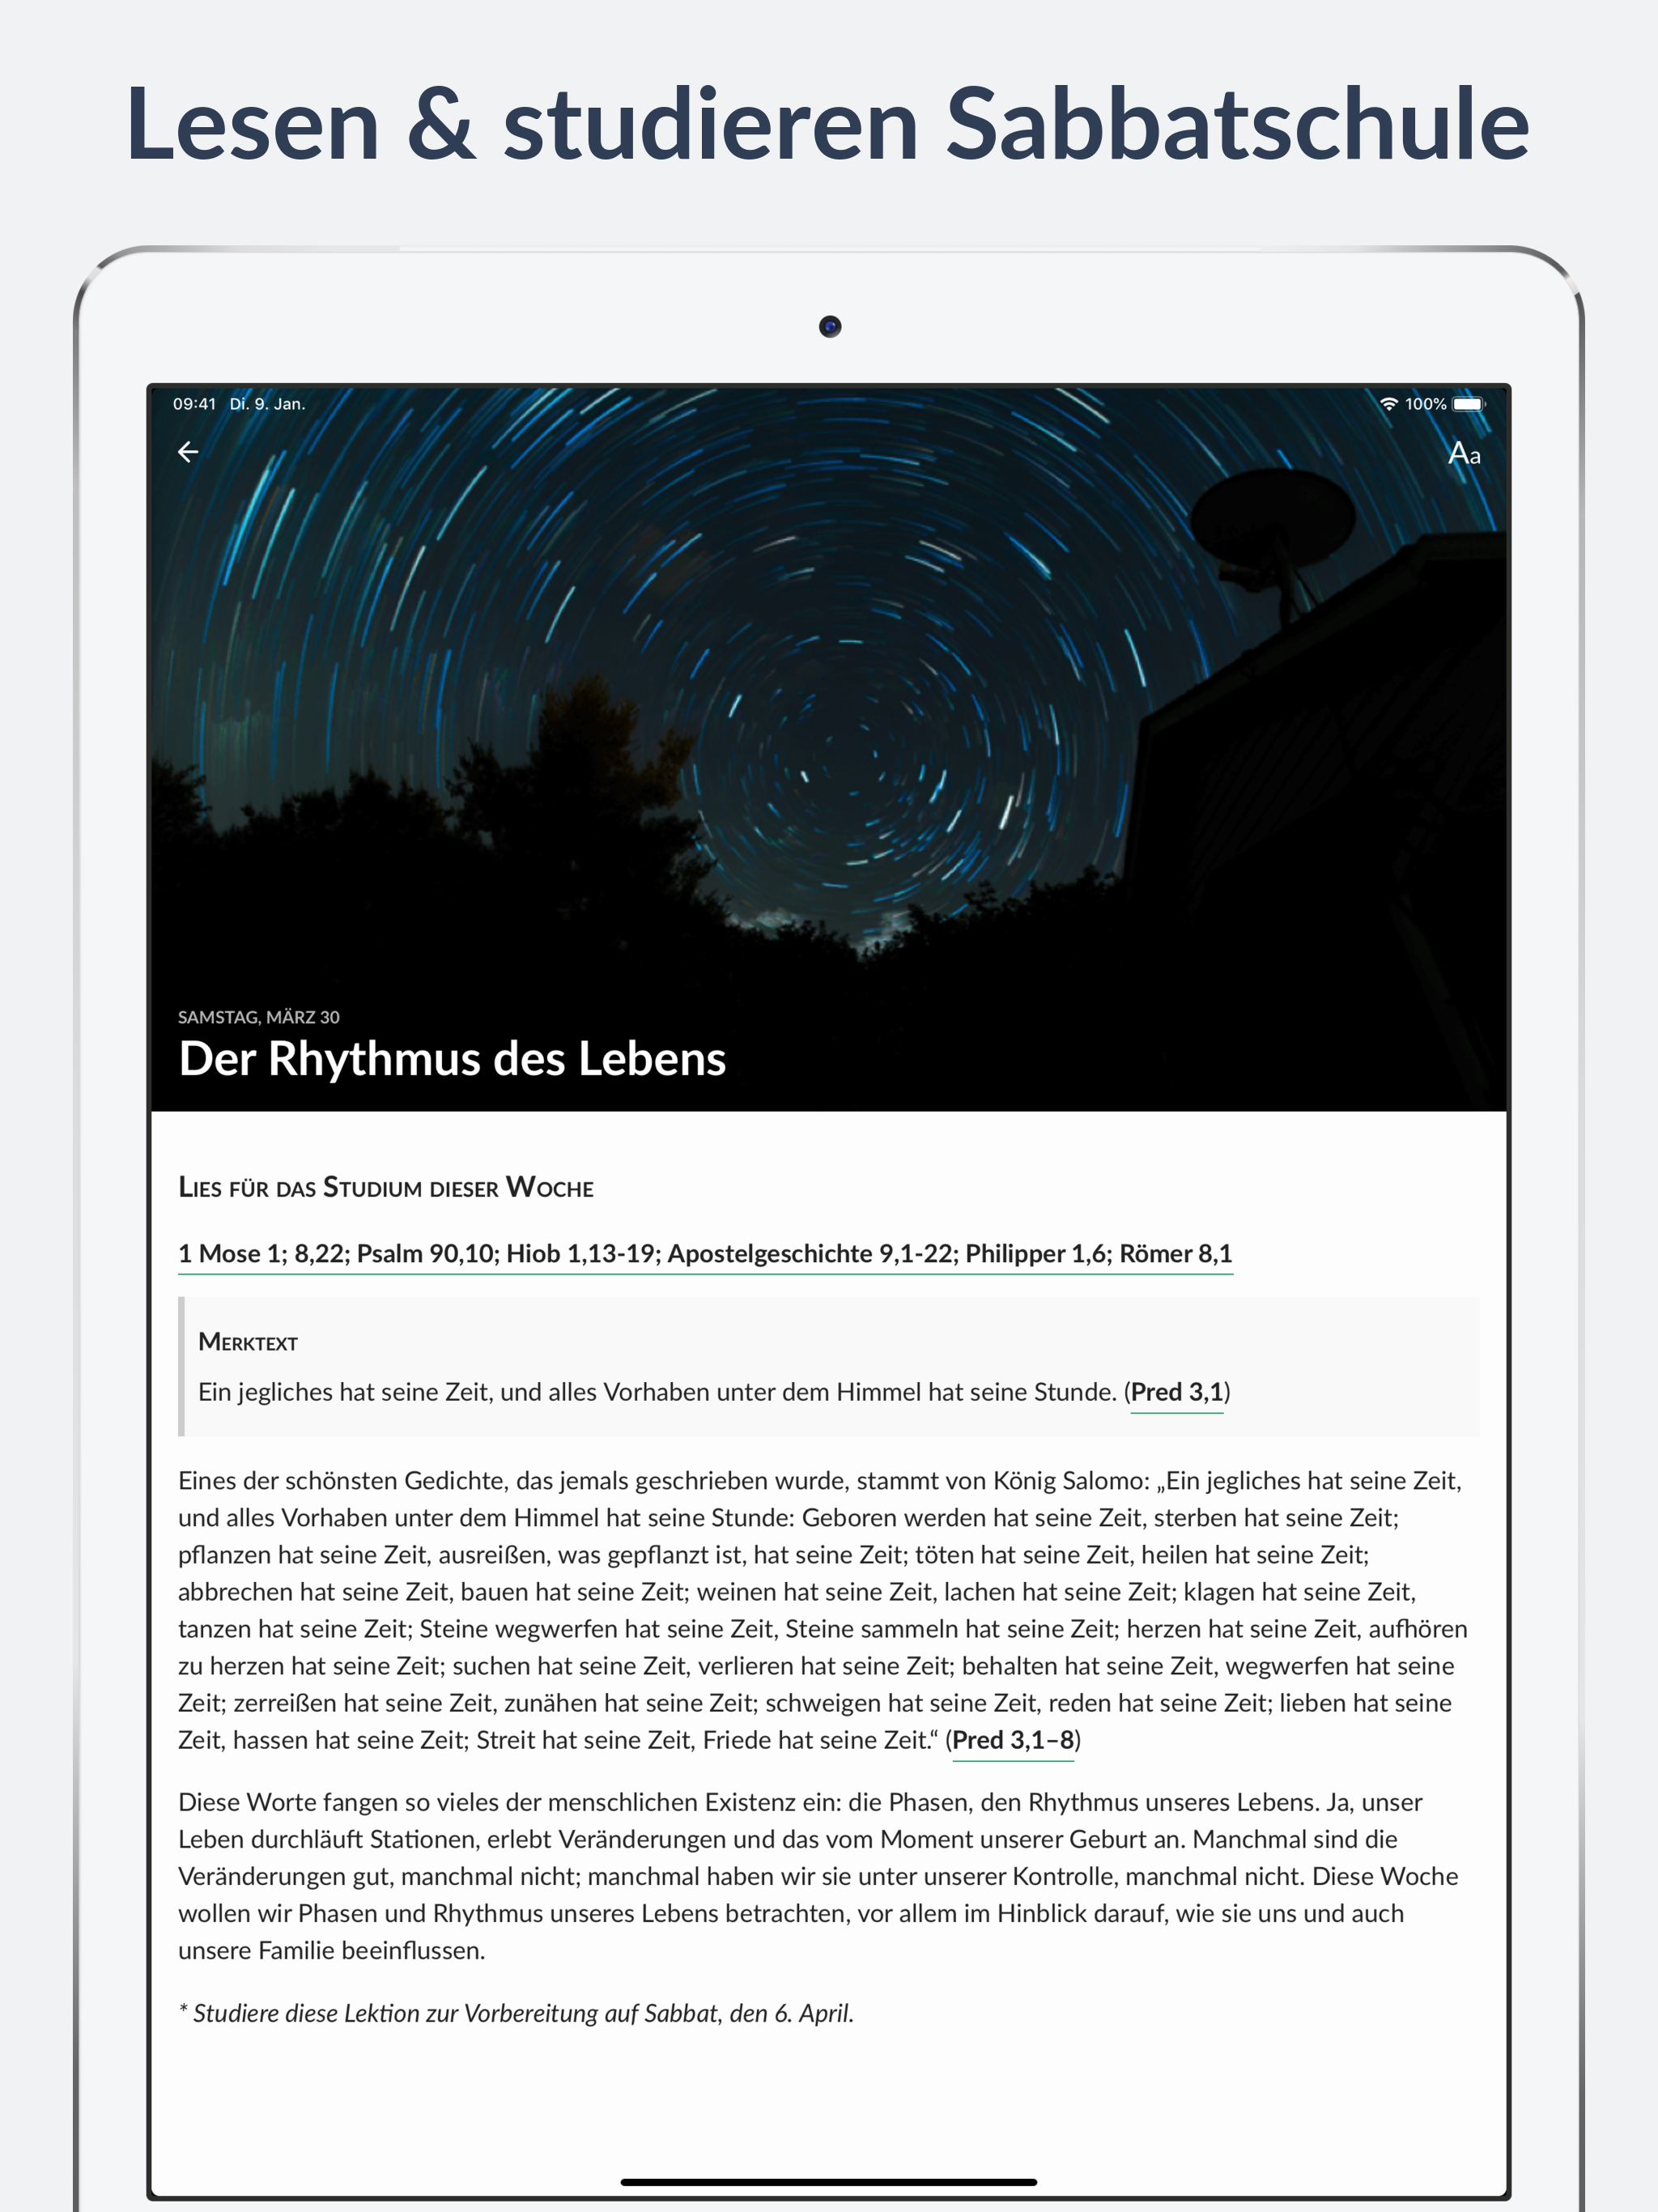 Lesen & studieren Sabbatschule
09:41 Di. 9. Jan.
100%
Aa
SAMSTAG, MÄRZ 30
Der Rhythmus des Lebens
Lies für das Studium dieser Woche
1 Mose 1; 8,22; Psalm 90,10; Hiob 1,13-19; Apostelgeschichte 9,1-22; Philipper 1,6; Römer 8,1
Merktext
Ein jegliches hat seine Zeit, und alles Vorhaben unter dem Himmel hat seine Stunde. (Pred 3,1)
Eines der schönsten Gedichte, das jemals geschrieben wurde, stammt von König Salomo: „Ein jegliches hat seine Zeit,
und alles Vorhaben unter dem Himmel hat seine Stunde: Geboren werden hat seine Zeit, sterben hat seine Zeit;
pflanzen hat seine Zeit, ausreißen, was gepflanzt ist, hat seine Zeit; töten hat seine Zeit, heilen hat seine Zeit;
abbrechen hat seine Zeit, bauen hat seine Zeit; weinen hat seine Zeit, lachen hat seine Zeit; klagen hat seine Zeit,
tanzen hat seine Zeit; Steine wegwerfen hat seine Zeit, Steine sammeln hat seine Zeit; herzen hat seine Zeit, aufhören
zu herzen hat seine Zeit; suchen hat seine Zeit, verlieren hat seine Zeit; behalten hat seine Zeit, wegwerfen hat seine
Zeit; zerreißen hat seine Zeit, zunähen hat seine Zeit; schweigen hat seine Zeit, reden hat seine Zeit; lieben hat seine
Zeit, hassen hat seine Zeit; Streit hat seine Zeit, Friede hat seine Zeit.“ (Pred 3,1–8)
Diese Worte fangen so vieles der menschlichen Existenz ein: die Phasen, den Rhythmus unseres Lebens. Ja, unser
Leben durchläuft Stationen, erlebt Veränderungen und das vom Moment unserer Geburt an. Manchmal sind die
Veränderungen gut, manchmal nicht; manchmal haben wir sie unter unserer Kontrolle, manchmal nicht. Diese Woche
wollen wir Phasen und Rhythmus unseres Lebens betrachten, vor allem im Hinblick darauf, wie sie uns und auch
unsere Familie beeinflussen.
* Studiere diese Lektion zur Vorbereitung auf Sabbat, den 6. April.